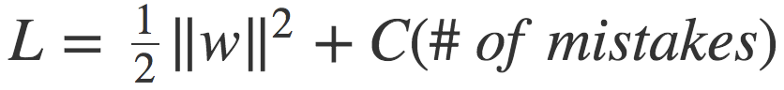 L = ½ ||w||² + C(# of mistakes)